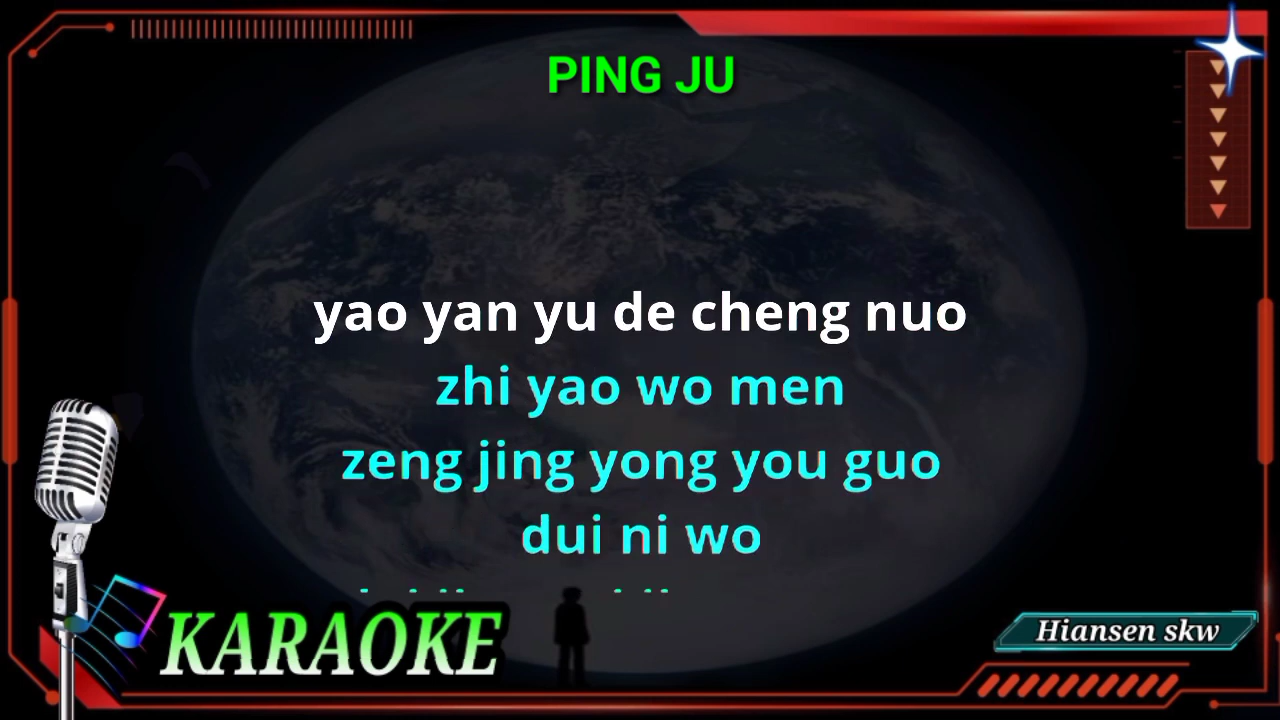 PING JU
yao yan yu de cheng nuo
zhi yao wo men
zeng jing yong you guo
dui ni wo
KARAOKE
Hiansen skw